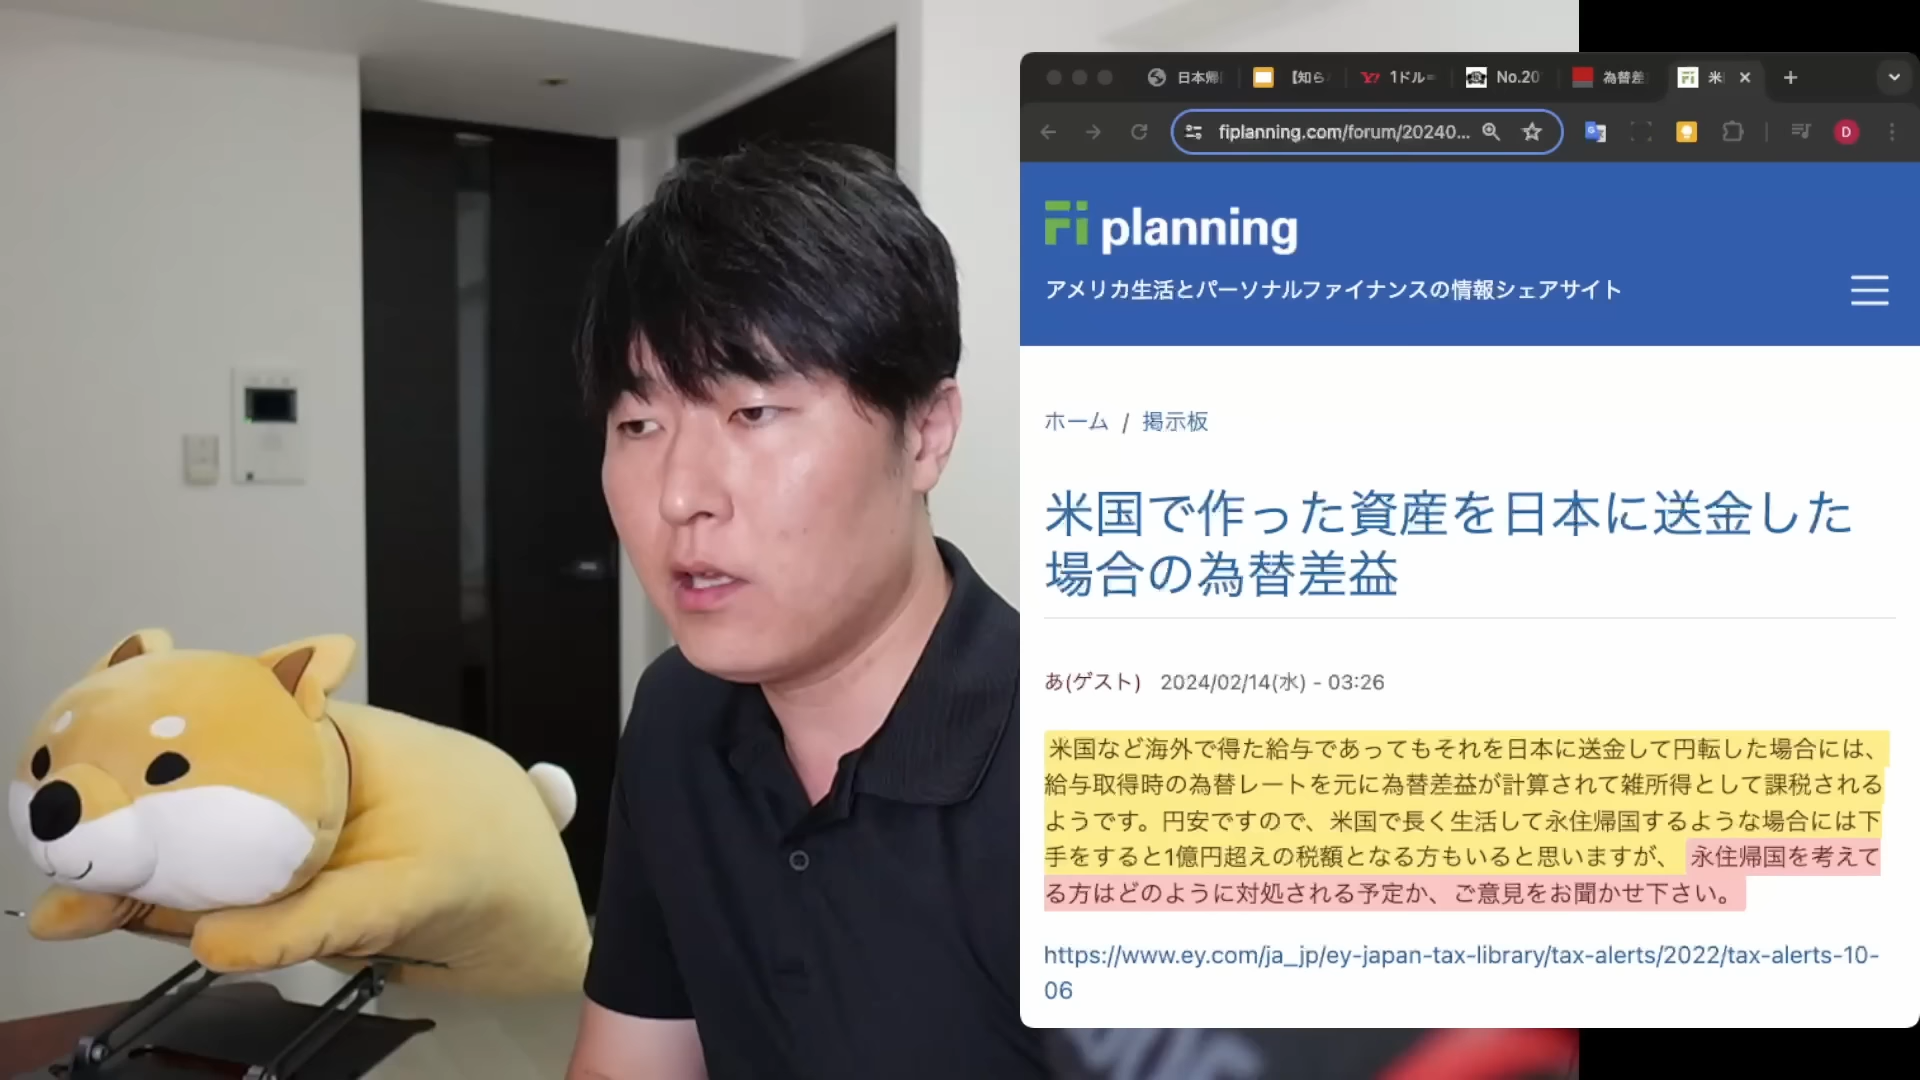 日本帰
【知ら
1ドル=
No.20
為替差
米
fiplanning.com/forum/20240...
D
Fi planning
アメリカ生活とパーソナルファイナンスの情報シェアサイト
ホーム / 掲示板
米国で作った資産を日本に送金した
場合の為替差益
あ(ゲスト) 2024/02/14(水) - 03:26
米国など海外で得た給与であってもそれを日本に送金して円転した場合には、
給与取得時の為替レートを元に為替差益が計算されて雑所得として課税される
ようです。円安ですので、米国で長く生活して永住帰国するような場合には下
手をすると1億円超えの税額となる方もいると思いますが、永住帰国を考えて
る方はどのように対処される予定か、ご意見をお聞かせ下さい。
https://www.ey.com/ja_jp/ey-japan-tax-library/tax-alerts/2022/tax-alerts-10-
06